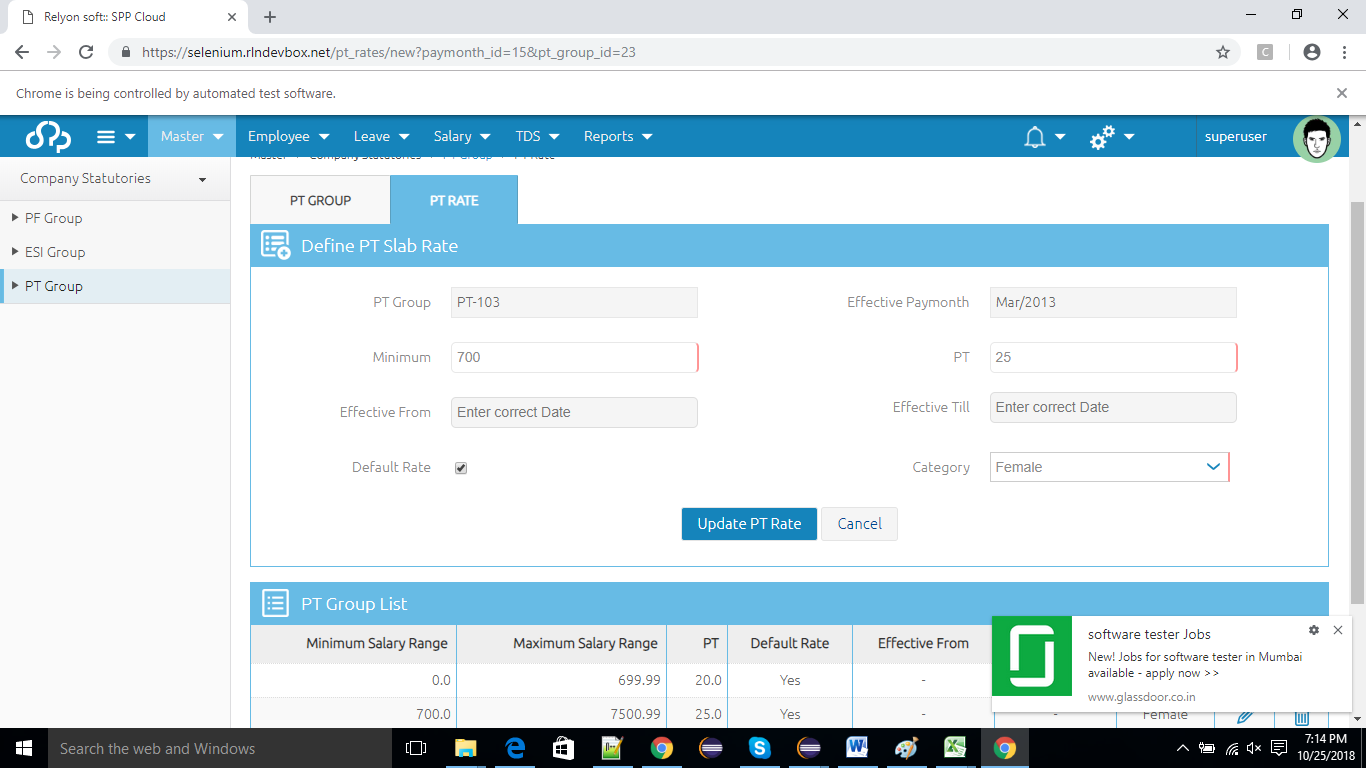 Relyon soft:: SPP Cloud
https://selenium.rlndevbox.net/pt_rates/new?paymonth_id=15&pt_group_id=23
C
Chrome is being controlled by automated test software.
Master Employee Leave Salary TDS Reports superuser
Company Statutories
PF Group
ESI Group
PT Group
PT GROUP PT RATE
Define PT Slab Rate
PT Group PT-103 Effective Paymonth Mar/2013
Minimum 700 PT 25
Effective From Enter correct Date Effective Till Enter correct Date
Default Rate Category Female
Update PT Rate Cancel
PT Group List
Minimum Salary Range Maximum Salary Range PT Default Rate Effective From
0.0 699.99 20.0 Yes -
700.0 7500.99 25.0 Yes - - Female
software tester Jobs
New! Jobs for software tester in Mumbai
available - apply now >>
www.glassdoor.co.in
Search the web and Windows
7:14 PM
10/25/2018